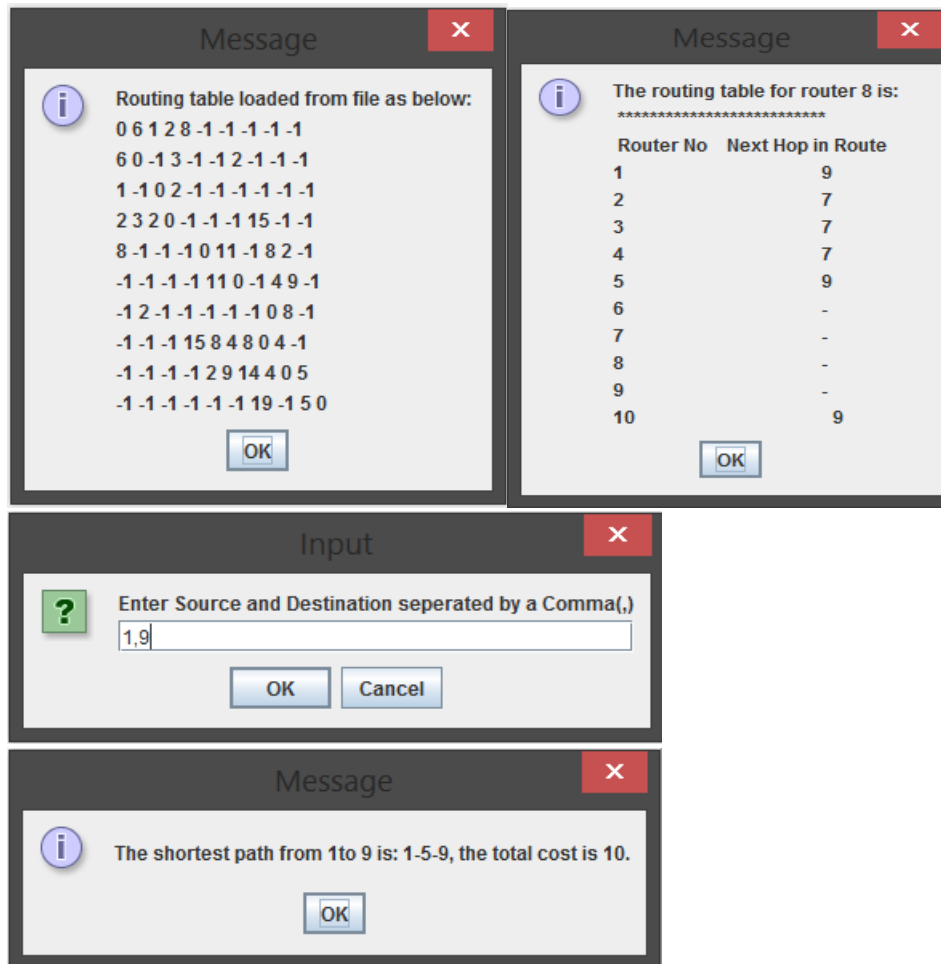 Message
X
i
Routing table loaded from file as below:
0 6 1 2 8 -1 -1 -1 -1 -1
6 0 -1 3 -1 -1 2 -1 -1 -1
1 -1 0 2 -1 -1 -1 -1 -1 -1
2 3 2 0 -1 -1 -1 15 -1 -1
8 -1 -1 -1 0 11 -1 8 2 -1
-1 -1 -1 -1 11 0 -1 4 9 -1
-1 2 -1 -1 -1 -1 -1 0 8 -1
-1 -1 -1 15 8 4 8 0 4 -1
-1 -1 -1 -1 2 9 14 4 0 5
-1 -1 -1 -1 -1 -1 19 -1 5 0
OK
Message
X
i
The routing table for router 8 is:
**************************
Router No Next Hop in Route
1 9
2 7
3 7
4 7
5 9
6 -
7 -
8 -
9 -
10 9
OK
Input
X
?
Enter Source and Destination seperated by a Comma(,)
1,9
OK Cancel
Message
X
i
The shortest path from 1to 9 is: 1-5-9, the total cost is 10.
OK